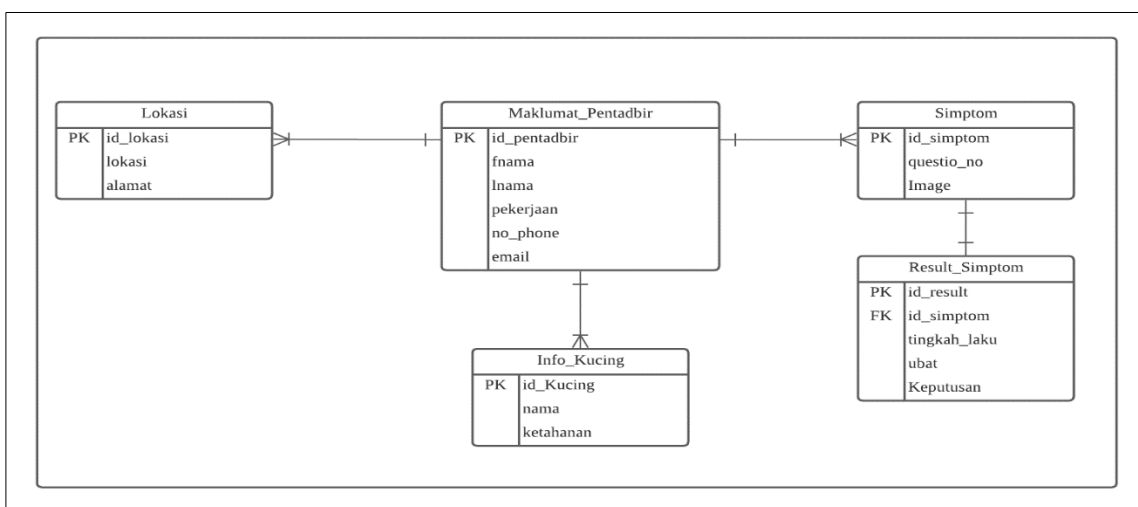 Lokasi
PK id_lokasi
lokasi
alamat
Maklumat_Pentadbir
PK id_pentadbir
fnama
lnama
pekerjaan
no_phone
email
Simptom
PK id_simptom
questio_no
Image
Result_Simptom
PK id_result
FK id_simptom
tingkah_laku
ubat
Keputusan
Info_Kucing
PK id_Kucing
nama
ketahanan